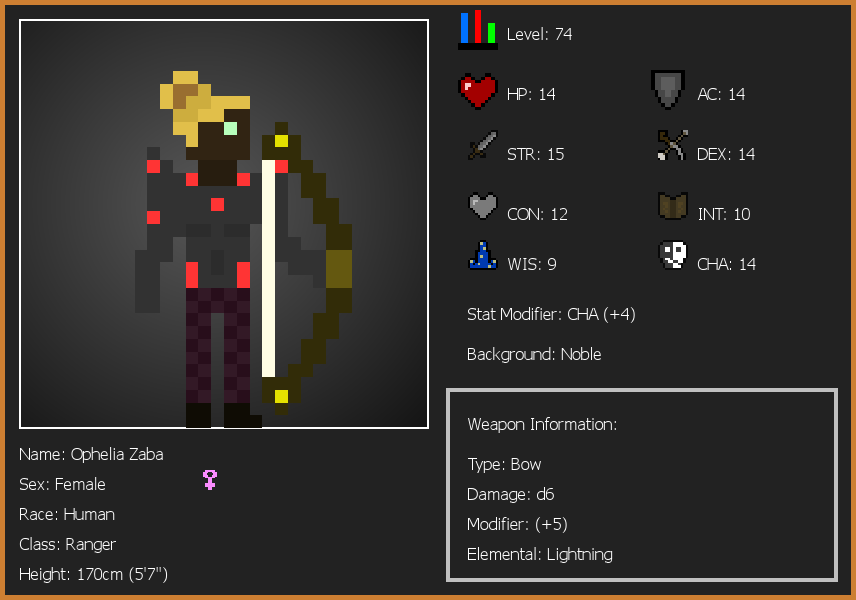 Level: 74
HP: 14
AC: 14
STR: 15
DEX: 14
CON: 12
INT: 10
WIS: 9
CHA: 14
Stat Modifier: CHA (+4)
Background: Noble
Weapon Information:
Type: Bow
Damage: d6
Modifier: (+5)
Elemental: Lightning
Name: Ophelia Zaba
Sex: Female
Race: Human
Class: Ranger
Height: 170cm (5'7")